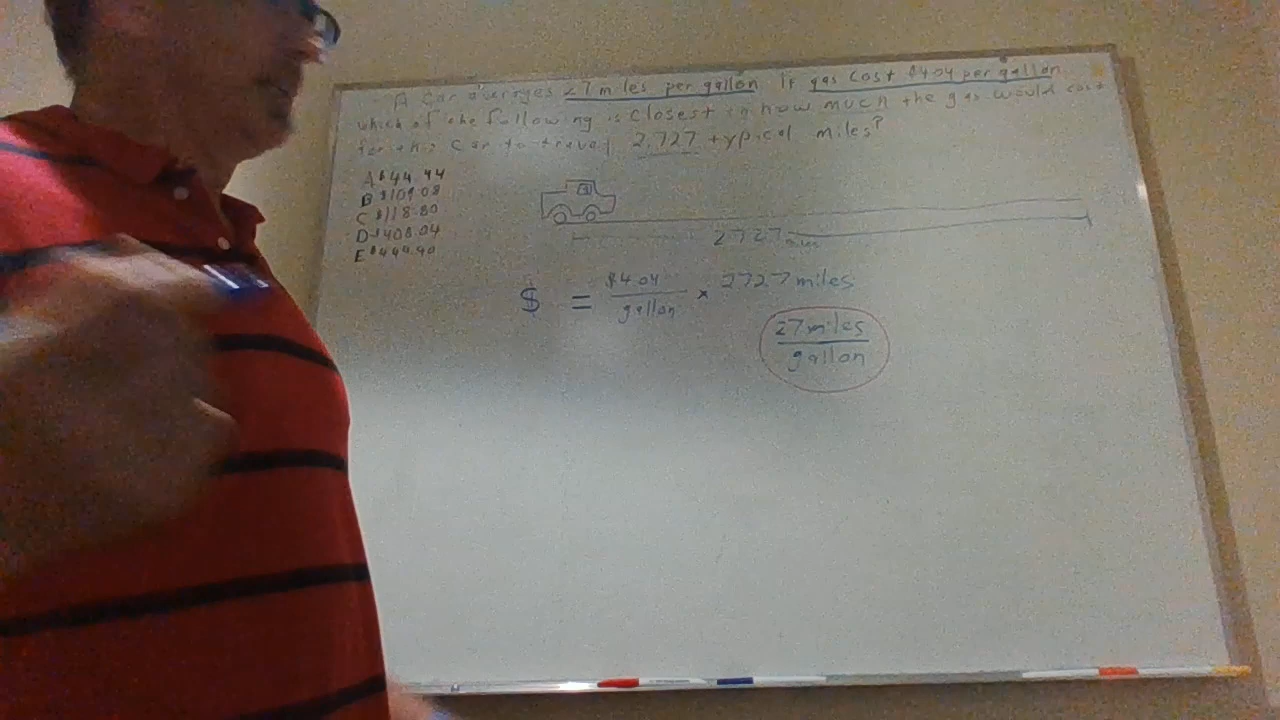 A car averages 27 miles per gallon If gas cost $4.04 per gallon
which of the following is closest to how much the gas would cost
for this car to travel 2,727 typical miles?
A $44.44
B $109.08
C $118.80
D $408.04
E $444.40
2727 miles
$ = $4.04 / gallon × 2727 miles
27 miles
gallon